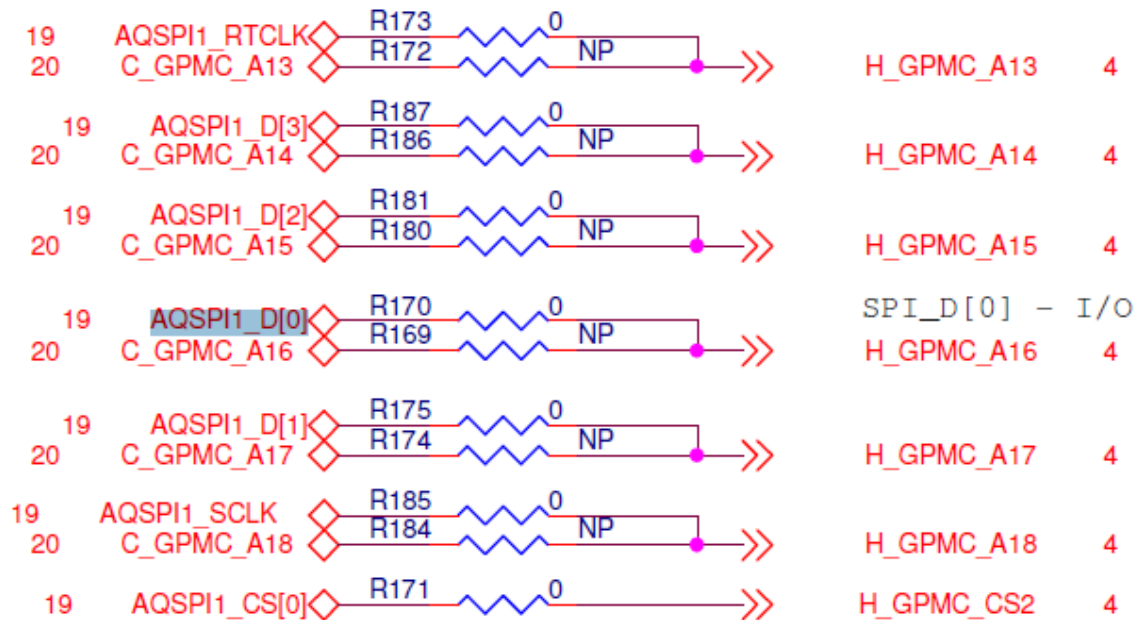 19 AQSPI1_RTCLK R173 0
20 C_GPMC_A13 R172 NP H_GPMC_A13 4
19 AQSPI1_D[3] R187 0
20 C_GPMC_A14 R186 NP H_GPMC_A14 4
19 AQSPI1_D[2] R181 0
20 C_GPMC_A15 R180 NP H_GPMC_A15 4
19 AQSPI1_D[0] R170 0 SPI_D[0] – I/O
20 C_GPMC_A16 R169 NP H_GPMC_A16 4
19 AQSPI1_D[1] R175 0
20 C_GPMC_A17 R174 NP H_GPMC_A17 4
19 AQSPI1_SCLK R185 0
20 C_GPMC_A18 R184 NP H_GPMC_A18 4
19 AQSPI1_CS[0] R171 0 H_GPMC_CS2 4